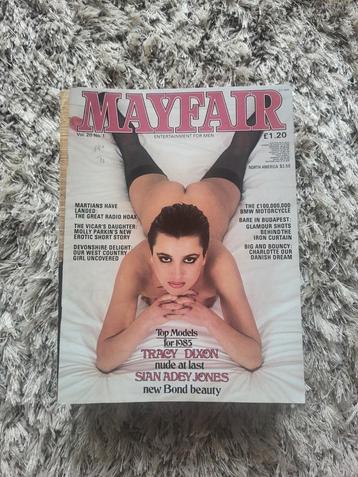 MAYFAIR
Vol. 20 No. 1
ENTERTAINMENT FOR MEN
£1.20
NORTH AMERICA
MARTIANS HAVE
LANDED:
THE GREAT RADIO HOAX
THE VICAR'S DAUGHTER:
MOLLY PARKIN'S NEW
EROTIC SHORT STORY
DEVONSHIRE DELIGHT:
OUR WEST COUNTRY
GIRL UNCOVERED
THE £100,000,000
BMW MOTORCYCLE
BARE IN BUDAPEST:
GLAMOUR SHOTS
BEHIND THE
IRON CURTAIN
BIG AND BOUNCY:
CHARLOTTE OUR
DANISH DREAM
Top Models
for 1985
TRACY DIXON
nude at last
SIAN ADEY JONES
new Bond beauty